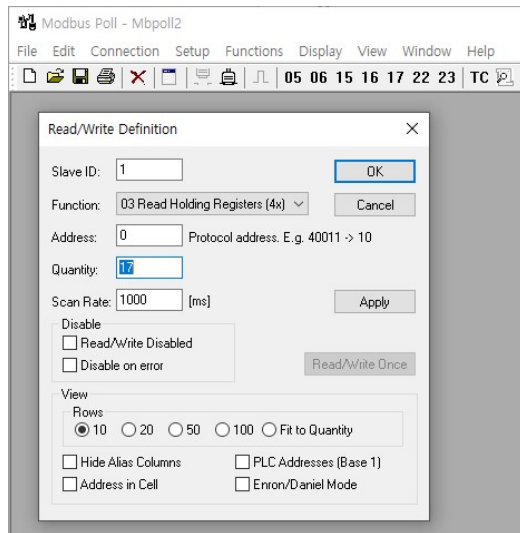 Modbus Poll - Mbpoll2
File Edit Connection Setup Functions Display View Window Help
05 06 15 16 17 22 23 TC
Read/Write Definition
Slave ID: 1 OK
Function: 03 Read Holding Registers (4x) Cancel
Address: 0 Protocol address. E.g. 40011 -> 10
Quantity: 17
Scan Rate: 1000 [ms] Apply
Disable
Read/Write Disabled
Disable on error
Read/Write Once
View
Rows
10 20 50 100 Fit to Quantity
Hide Alias Columns PLC Addresses (Base 1)
Address in Cell Enron/Daniel Mode